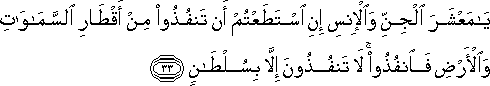 يَـٰمَعْشَرَ ٱلْجِنِّ وَٱلْإِنسِ إِنِ ٱسْتَطَعْتُمْ أَن تَنفُذُوا۟ مِنْ أَقْطَارِ ٱلسَّمَـٰوَٰتِ
وَٱلْأَرْضِ فَٱنفُذُوا۟ ۚ لَا تَنفُذُونَ إِلَّا بِسُلْطَـٰنٍ ﴿٣٣﴾